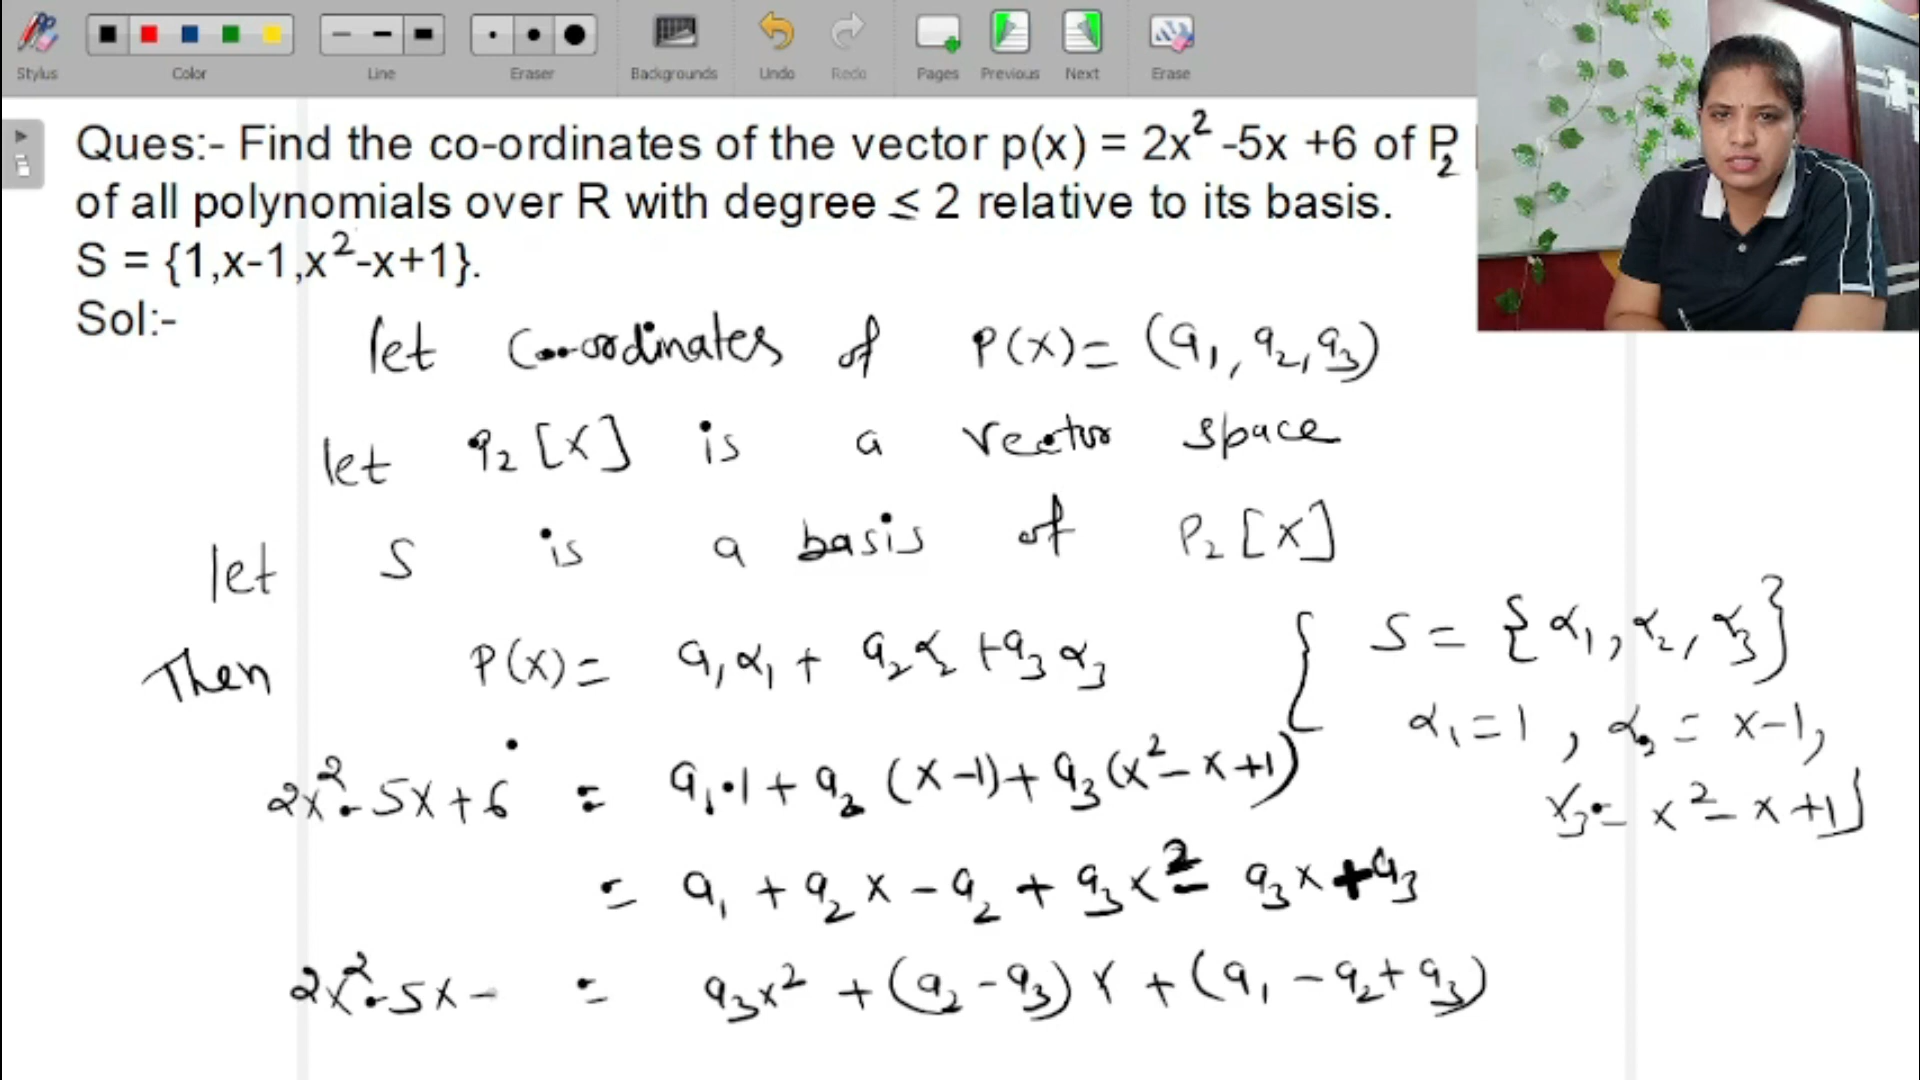 Stylus Color Line Eraser Backgrounds Undo Redo Pages Previous Next Erase
Ques:- Find the co-ordinates of the vector p(x) = 2x² -5x +6 of P₂
of all polynomials over R with degree ≤ 2 relative to its basis.
S = {1,x-1,x²-x+1}.
Sol:-
let Co-ordinates of P(x) = (a₁, a₂, a₃)
let P₂[x] is a vector space
let S is a basis of P₂[x]
Then P(x) = a₁α₁ + a₂α₂ + a₃α₃
{ S = {α₁, α₂, α₃}
α₁ = 1, α₂ = x-1,
α₃ = x² - x + 1}
2x² - 5x + 6 = a₁·1 + a₂(x-1) + a₃(x² - x + 1)
= a₁ + a₂x - a₂ + a₃x² - a₃x + a₃
2x² - 5x - = a₃x² + (a₂ - a₃)x + (a₁ - a₂ + a₃)